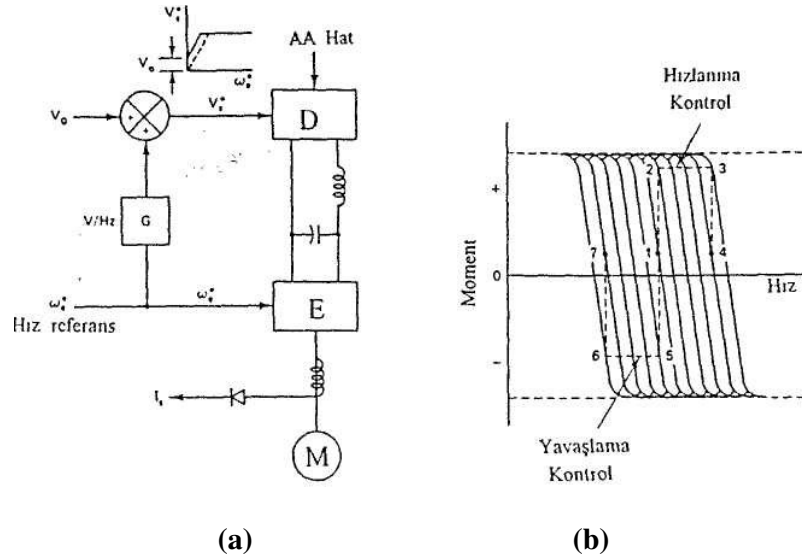 V*s
Vo
ω*e
AA Hat
Vo
V*s
D
V/Hz
G
ω*e
Hız referans
ω*e
E
I s
M
(a)
Hızlanma
Kontrol
Moment
+
0
–
Hız
1
2
3
4
5
6
7
Yavaşlama
Kontrol
(b)